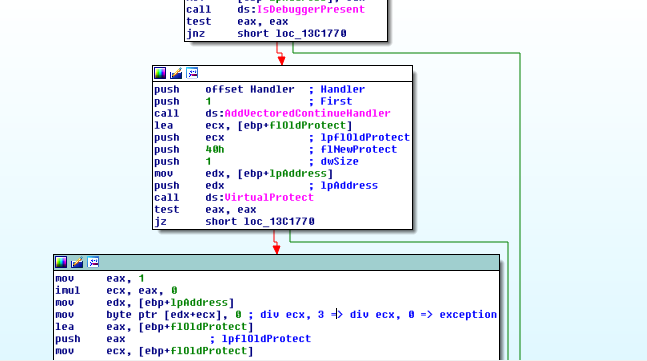 call ds:IsDebuggerPresent
test eax, eax
jnz short loc_13C1770
push offset Handler ; Handler
push 1 ; First
call ds:AddVectoredContinueHandler
lea ecx, [ebp+flOldProtect]
push ecx ; lpflOldProtect
push 40h ; flNewProtect
push 1 ; dwSize
mov edx, [ebp+lpAddress]
push edx ; lpAddress
call ds:VirtualProtect
test eax, eax
jz short loc_13C1770
mov eax, 1
imul ecx, eax, 0
mov edx, [ebp+lpAddress]
mov byte ptr [edx+ecx], 0 ; div ecx, 3 => div ecx, 0 => exception
lea eax, [ebp+flOldProtect]
push eax ; lpflOldProtect
mov ecx, [ebp+flOldProtect]